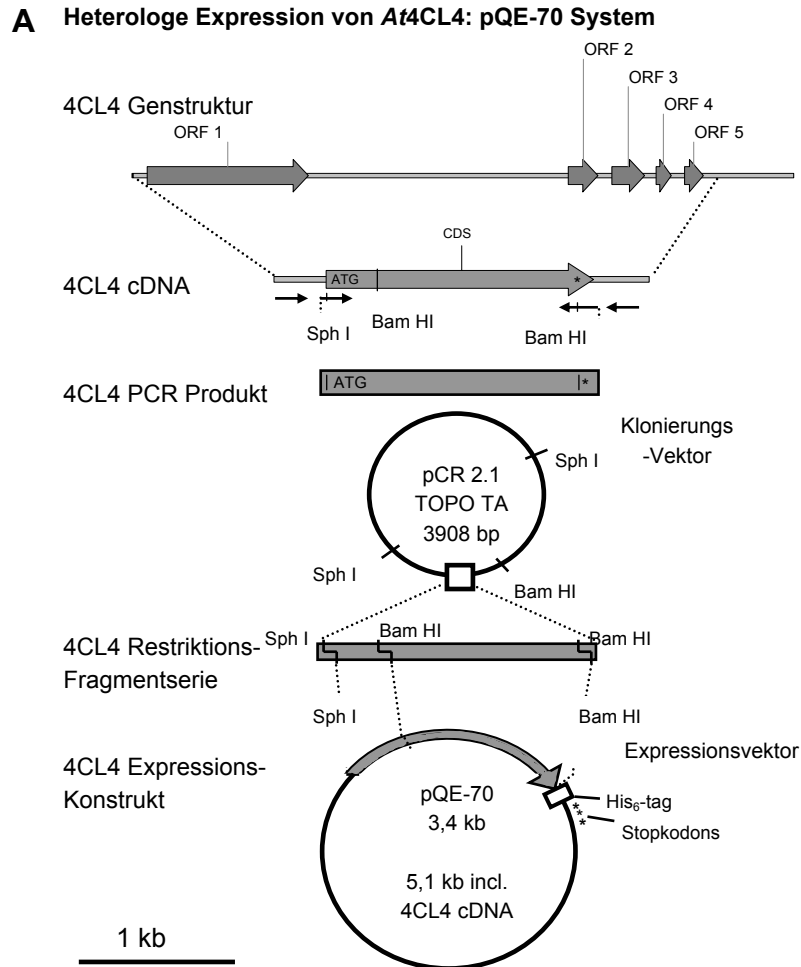 A Heterologe Expression von At4CL4: pQE-70 System
ORF 2
ORF 3
4CL4 Genstruktur
ORF 4
ORF 1
ORF 5
CDS
4CL4 cDNA
ATG
*
Sph I
Bam HI
Bam HI
4CL4 PCR Produkt
ATG
*
Klonierungs
-Vektor
Sph I
pCR 2.1
TOPO TA
3908 bp
Sph I
Bam HI
4CL4 Restriktions-
Fragmentserie
Sph I
Bam HI
Bam HI
Sph I
Bam HI
4CL4 Expressions-
Konstrukt
Expressionsvektor
pQE-70
3,4 kb
His6-tag
***
Stopkodons
5,1 kb incl.
4CL4 cDNA
1 kb